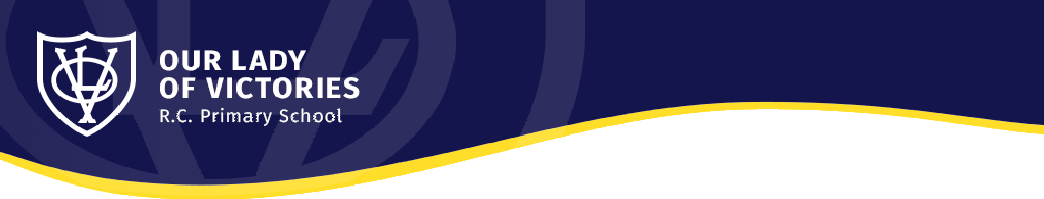 OUR LADY
OF VICTORIES
R.C. Primary School